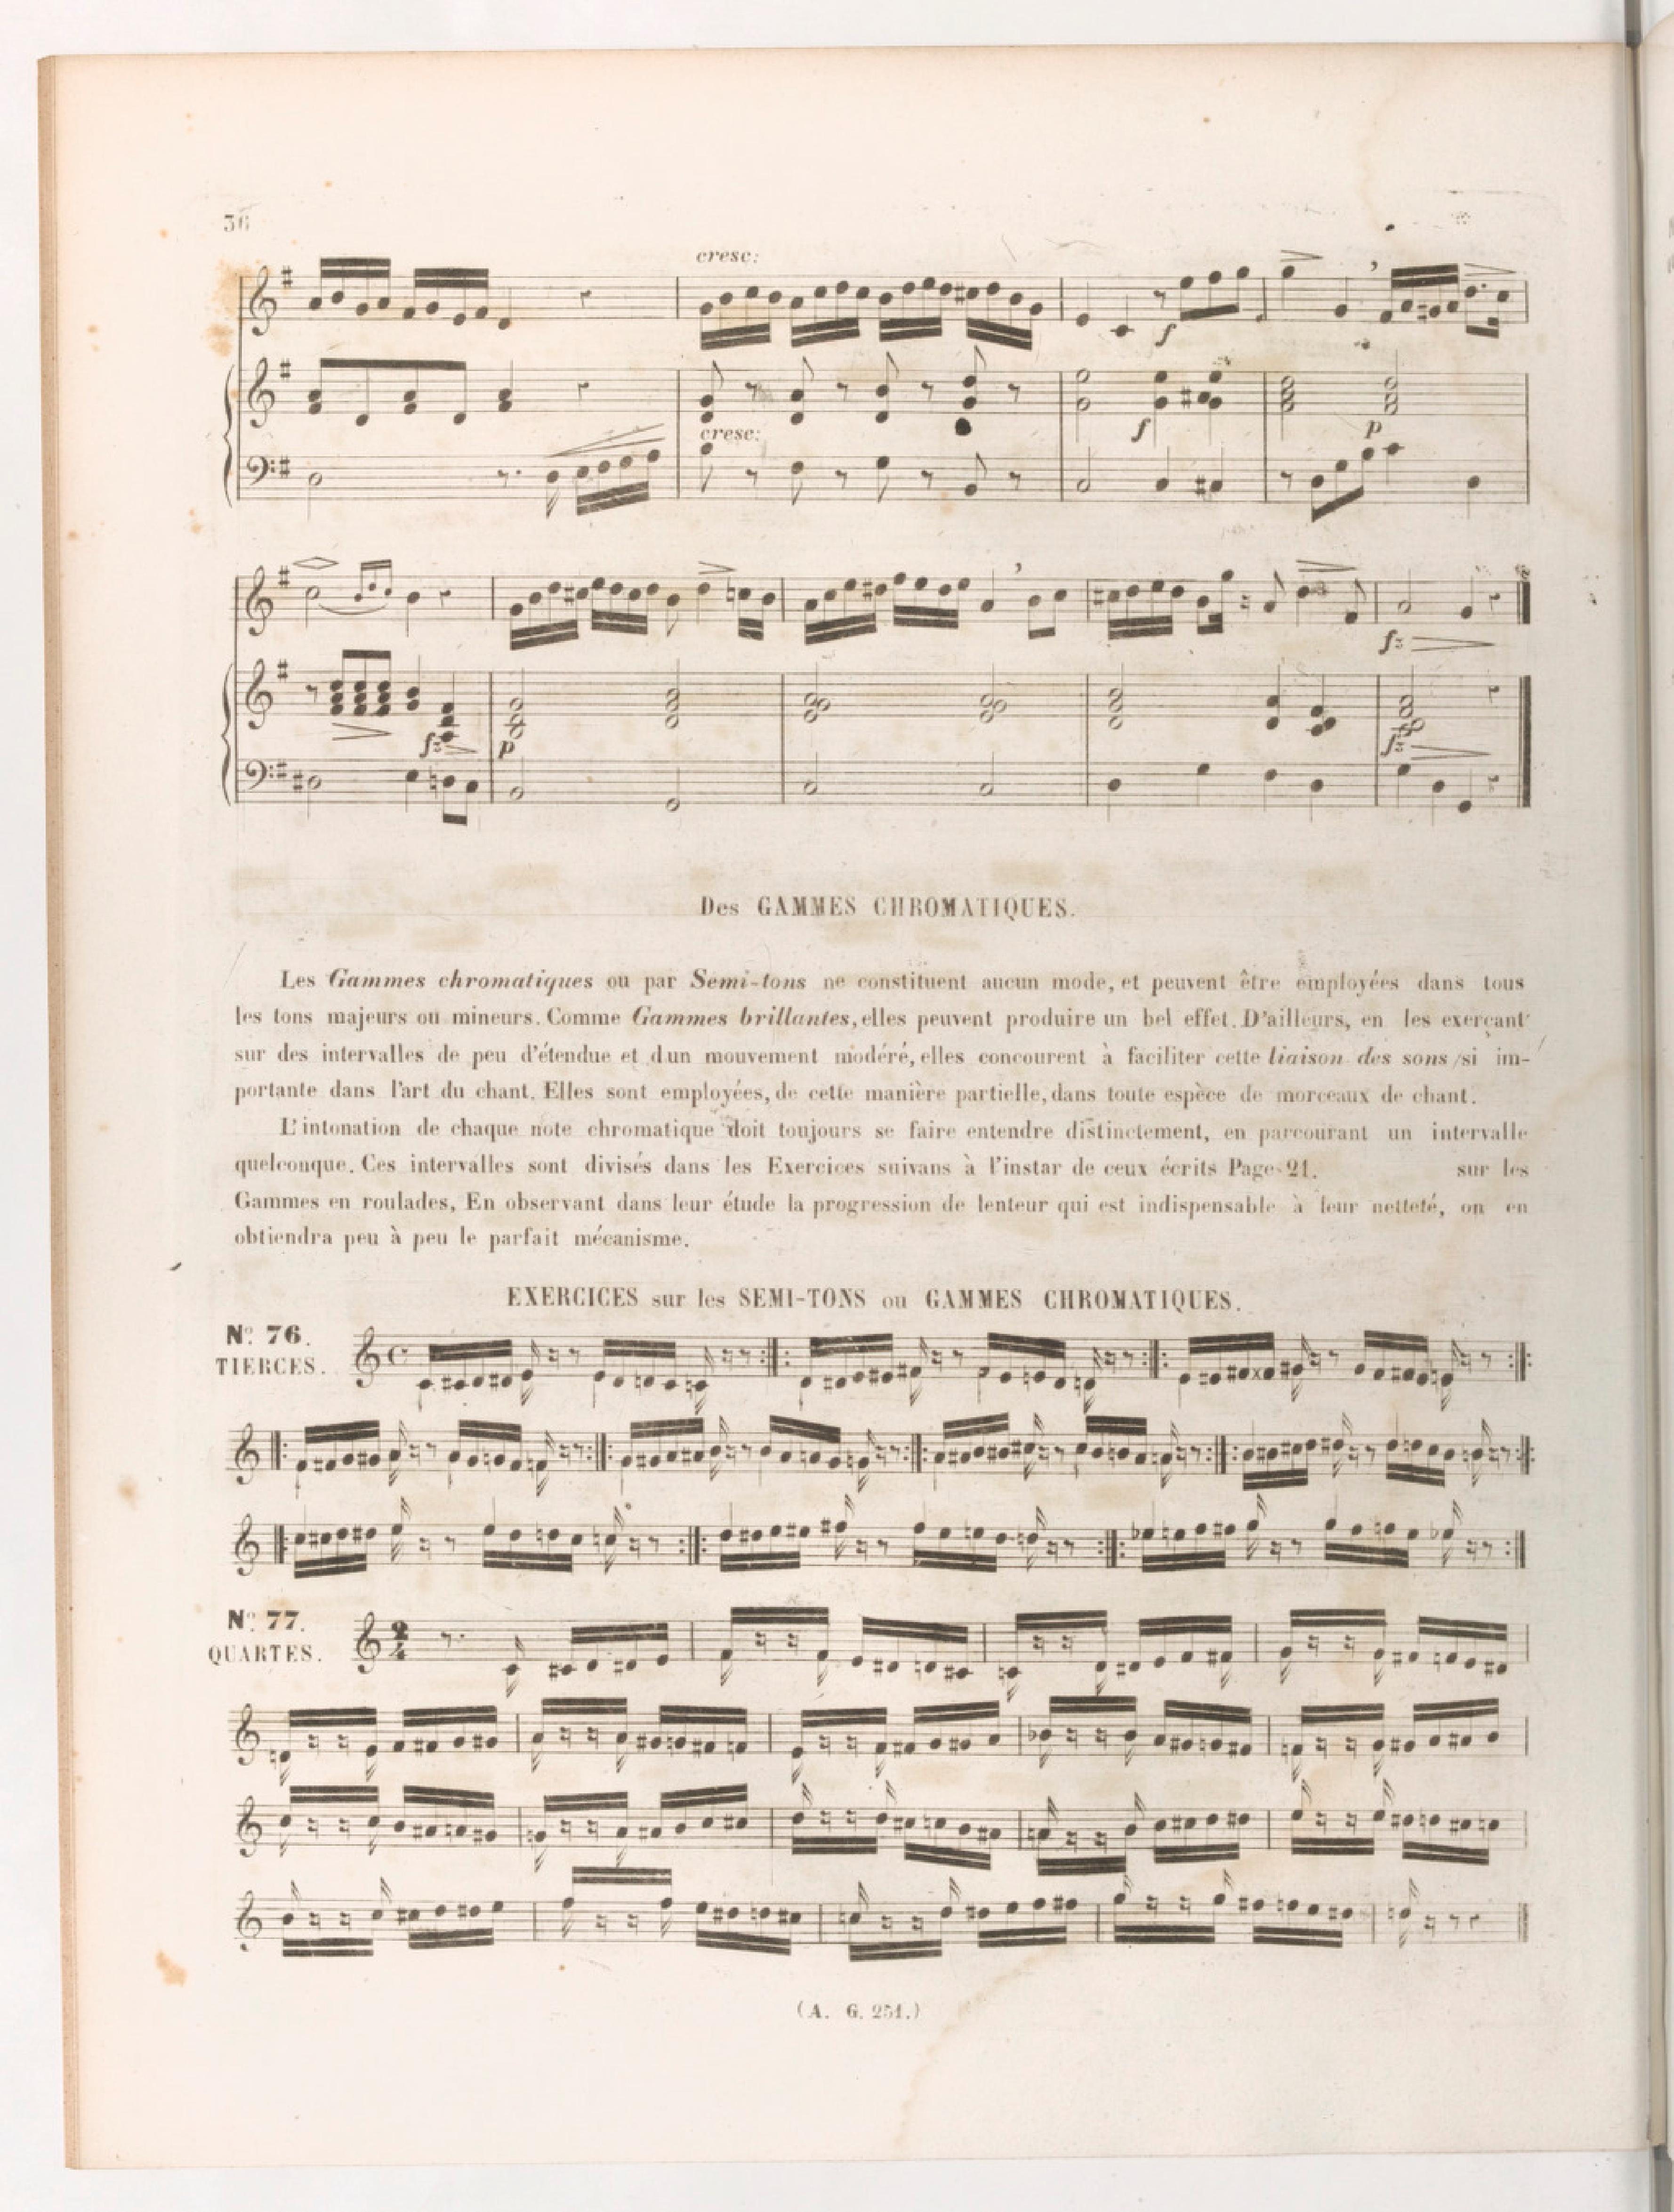 36
cresc:
f
cresc:
f
p
fz
p
fz
fz
Des GAMMES CHROMATIQUES.
Les Gammes chromatiques ou par Semi-tons ne constituent aucun mode, et peuvent être employées dans tous
les tons majeurs ou mineurs. Comme Gammes brillantes, elles peuvent produire un bel effet. D'ailleurs, en les exerçant
sur des intervalles de peu d'étendue et d'un mouvement modéré, elles concourent à faciliter cette liaison des sons si im-
portante dans l'art du chant. Elles sont employées, de cette manière partielle, dans toute espèce de morceaux de chant.
L'intonation de chaque note chromatique doit toujours se faire entendre distinctement, en parcourant un intervalle
quelconque. Ces intervalles sont divisés dans les Exercices suivans à l'instar de ceux écrits Page 21. sur les
Gammes en roulades, En observant dans leur étude la progression de lenteur qui est indispensable à leur netteté, on en
obtiendra peu à peu le parfait mécanisme.
EXERCICES sur les SEMI-TONS ou GAMMES CHROMATIQUES.
Nº 76.
TIERCES.
Nº 77.
QUARTES.
2
4
(A. G. 251.)